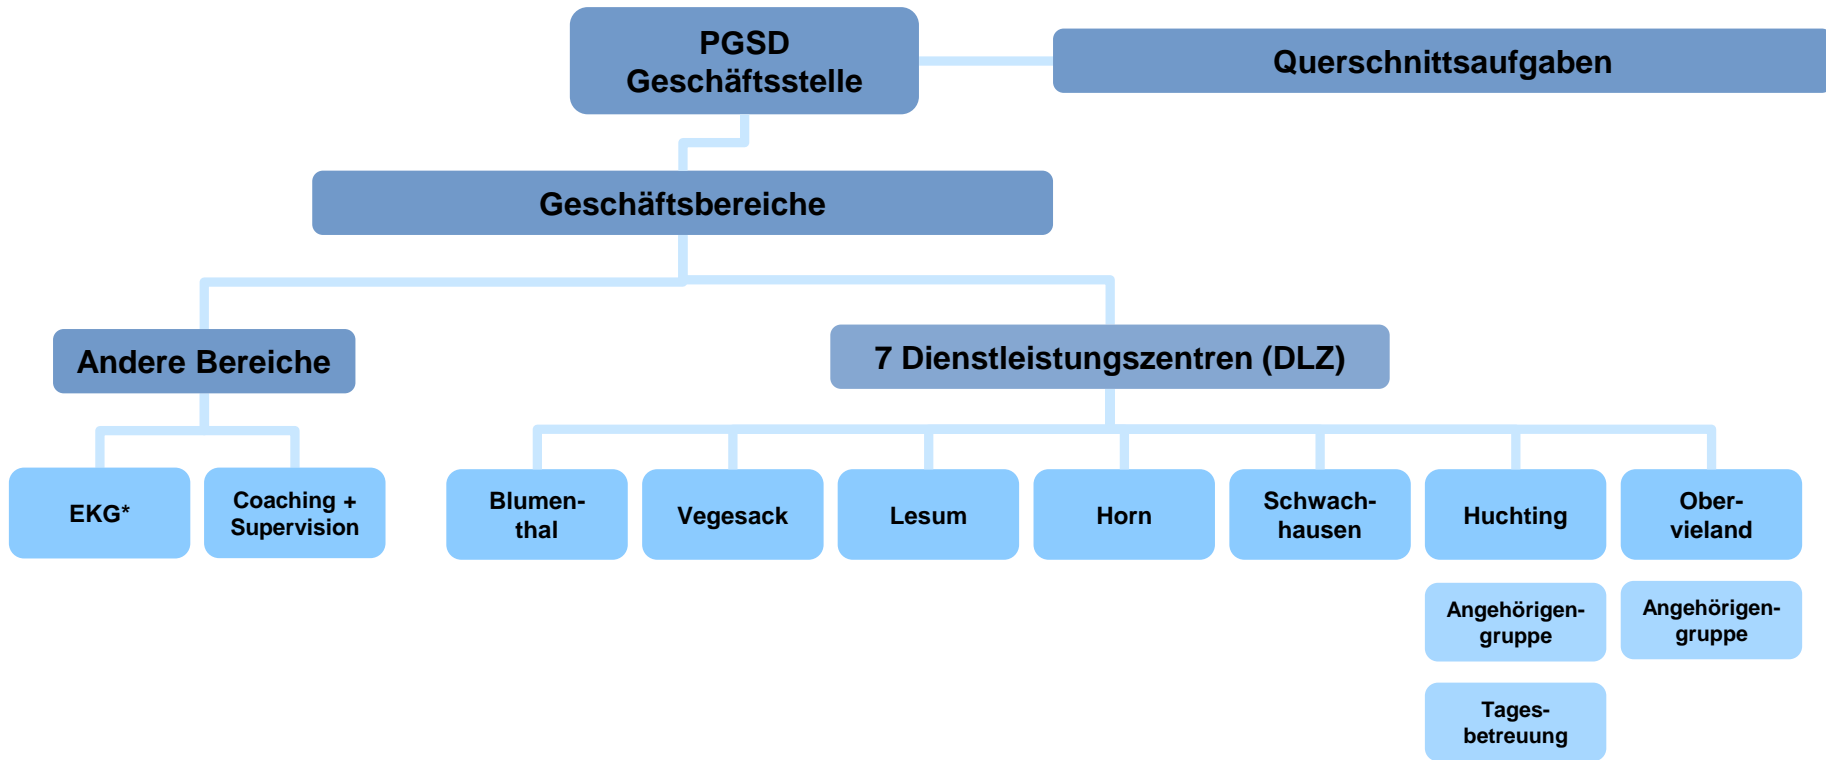 PGSD
Geschäftsstelle
Querschnittsaufgaben
Geschäftsbereiche
Andere Bereiche
7 Dienstleistungszentren (DLZ)
EKG*
Coaching +
Supervision
Blumen-
thal
Vegesack
Lesum
Horn
Schwach-
hausen
Huchting
Ober-
vieland
Angehörigen-
gruppe
Angehörigen-
gruppe
Tages-
betreuung